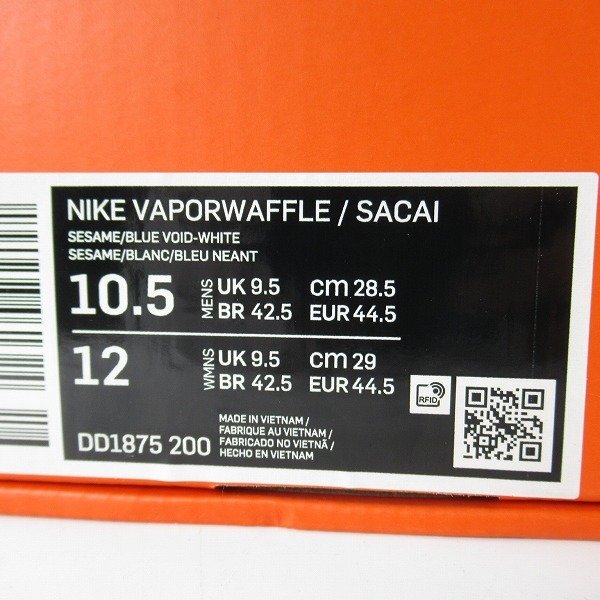 NIKE VAPORWAFFLE / SACAI
SESAME/BLUE VOID-WHITE
SESAME/BLANC/BLEU NEANT
10.5 MENS UK 9.5 cm 28.5
BR 42.5 EUR 44.5
12 WMNS UK 9.5 cm 29
BR 42.5 EUR 44.5
RFID
DD1875 200
MADE IN VIETNAM /
FABRIQUE AU VIETNAM /
FABRICADO NO VIETNÃ /
HECHO EN VIETNAM